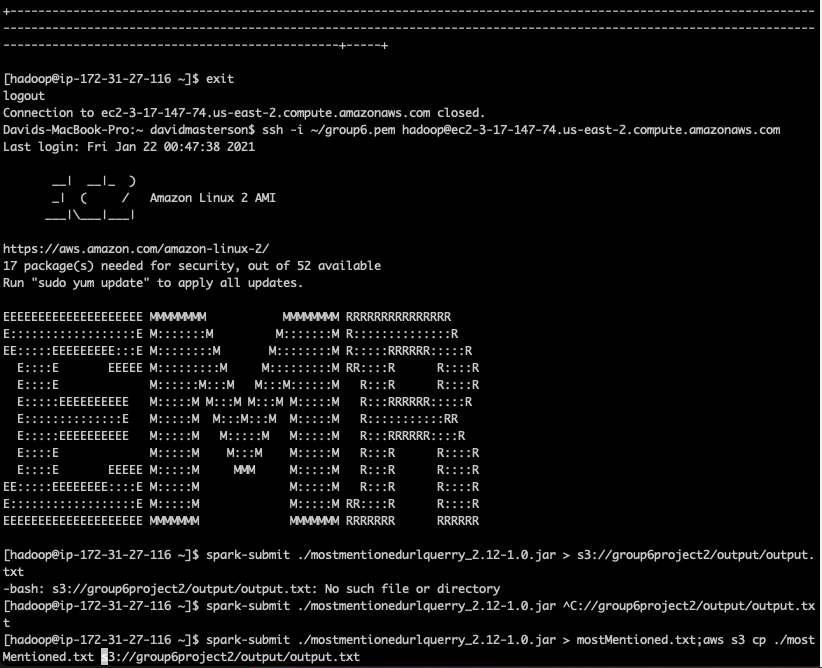 +-------------------------------------------------------------------------------------------------------------------
---------------------------------------------------------------------------------------------------------------------
------------------------------------------------+-----+
[hadoop@ip-172-31-27-116 ~]$ exit
logout
Connection to ec2-3-17-147-74.us-east-2.compute.amazonaws.com closed.
Davids-MacBook-Pro:~ davidmasterson$ ssh -i ~/group6.pem hadoop@ec2-3-17-147-74.us-east-2.compute.amazonaws.com
Last login: Fri Jan 22 00:47:38 2021

       __|  __|_  )
       _|  (     /   Amazon Linux 2 AMI
      ___|\___|___|

https://aws.amazon.com/amazon-linux-2/
17 package(s) needed for security, out of 52 available
Run "sudo yum update" to apply all updates.

EEEEEEEEEEEEEEEEEEEE MMMMMMMM           MMMMMMMM RRRRRRRRRRRRRRR
E::::::::::::::::::E M:::::::M         M:::::::M R::::::::::::::R
EE:::::EEEEEEEEE:::E M::::::::M       M::::::::M R:::::RRRRRR:::::R
  E::::E       EEEEE M:::::::::M     M:::::::::M RR::::R      R::::R
  E::::E             M::::::M:::M   M:::M::::::M   R:::R      R::::R
  E:::::EEEEEEEEEE   M:::::M M:::M M:::M M:::::M   R:::RRRRRR:::::R
  E::::::::::::::E   M:::::M  M:::M:::M  M:::::M   R:::::::::::RR
  E:::::EEEEEEEEEE   M:::::M   M:::::M   M:::::M   R:::RRRRRR::::R
  E::::E             M:::::M    M:::M    M:::::M   R:::R      R::::R
  E::::E       EEEEE M:::::M     MMM     M:::::M   R:::R      R::::R
EE:::::EEEEEEEE::::E M:::::M             M:::::M   R:::R      R::::R
E::::::::::::::::::E M:::::M             M:::::M RR::::R      R::::R
EEEEEEEEEEEEEEEEEEEE MMMMMMM             MMMMMMM RRRRRRR      RRRRRR

[hadoop@ip-172-31-27-116 ~]$ spark-submit ./mostmentionedurlquerry_2.12-1.0.jar > s3://group6project2/output/output.
txt
-bash: s3://group6project2/output/output.txt: No such file or directory
[hadoop@ip-172-31-27-116 ~]$ spark-submit ./mostmentionedurlquerry_2.12-1.0.jar ^C://group6project2/output/output.tx
t
[hadoop@ip-172-31-27-116 ~]$ spark-submit ./mostmentionedurlquerry_2.12-1.0.jar > mostMentioned.txt;aws s3 cp ./most
Mentioned.txt s3://group6project2/output/output.txt